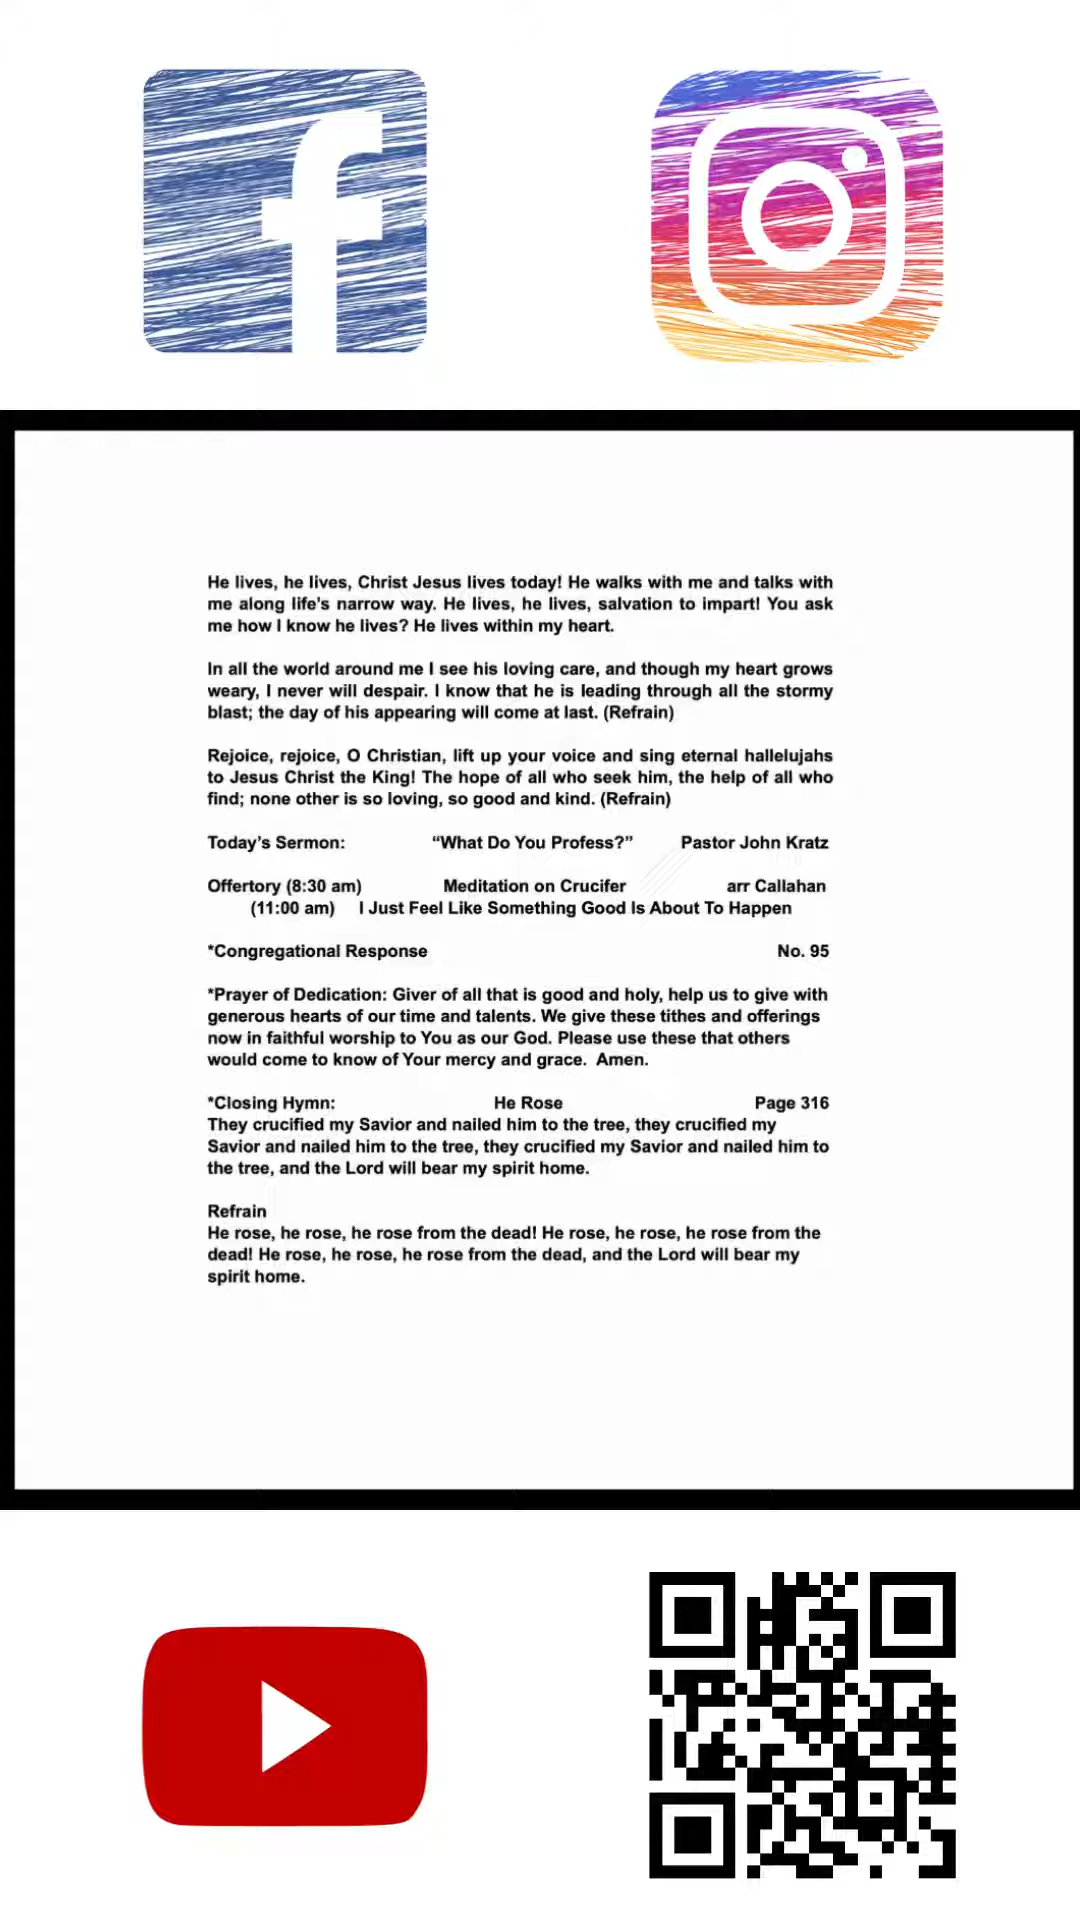 He lives, he lives, Christ Jesus lives today! He walks with me and talks with
me along life’s narrow way. He lives, he lives, salvation to impart! You ask
me how I know he lives? He lives within my heart.
In all the world around me I see his loving care, and though my heart grows
weary, I never will despair. I know that he is leading through all the stormy
blast; the day of his appearing will come at last. (Refrain)
Rejoice, rejoice, O Christian, lift up your voice and sing eternal hallelujahs
to Jesus Christ the King! The hope of all who seek him, the help of all who
find; none other is so loving, so good and kind. (Refrain)
Today’s Sermon: “What Do You Profess?” Pastor John Kratz
Offertory (8:30 am) Meditation on Crucifer arr Callahan
(11:00 am) I Just Feel Like Something Good Is About To Happen
*Congregational Response No. 95
*Prayer of Dedication: Giver of all that is good and holy, help us to give with
generous hearts of our time and talents. We give these tithes and offerings
now in faithful worship to You as our God. Please use these that others
would come to know of Your mercy and grace. Amen.
*Closing Hymn: He Rose Page 316
They crucified my Savior and nailed him to the tree, they crucified my
Savior and nailed him to the tree, they crucified my Savior and nailed him to
the tree, and the Lord will bear my spirit home.
Refrain
He rose, he rose, he rose from the dead! He rose, he rose, he rose from the
dead! He rose, he rose, he rose from the dead, and the Lord will bear my
spirit home.